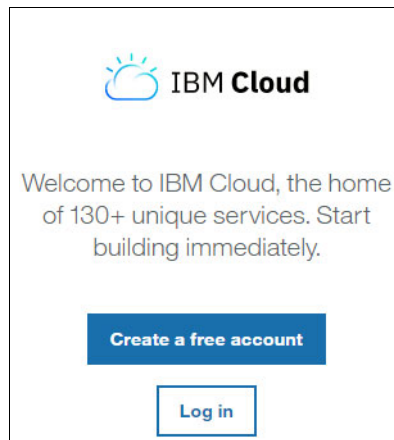 IBM Cloud
Welcome to IBM Cloud, the home
of 130+ unique services. Start
building immediately.
Create a free account
Log in